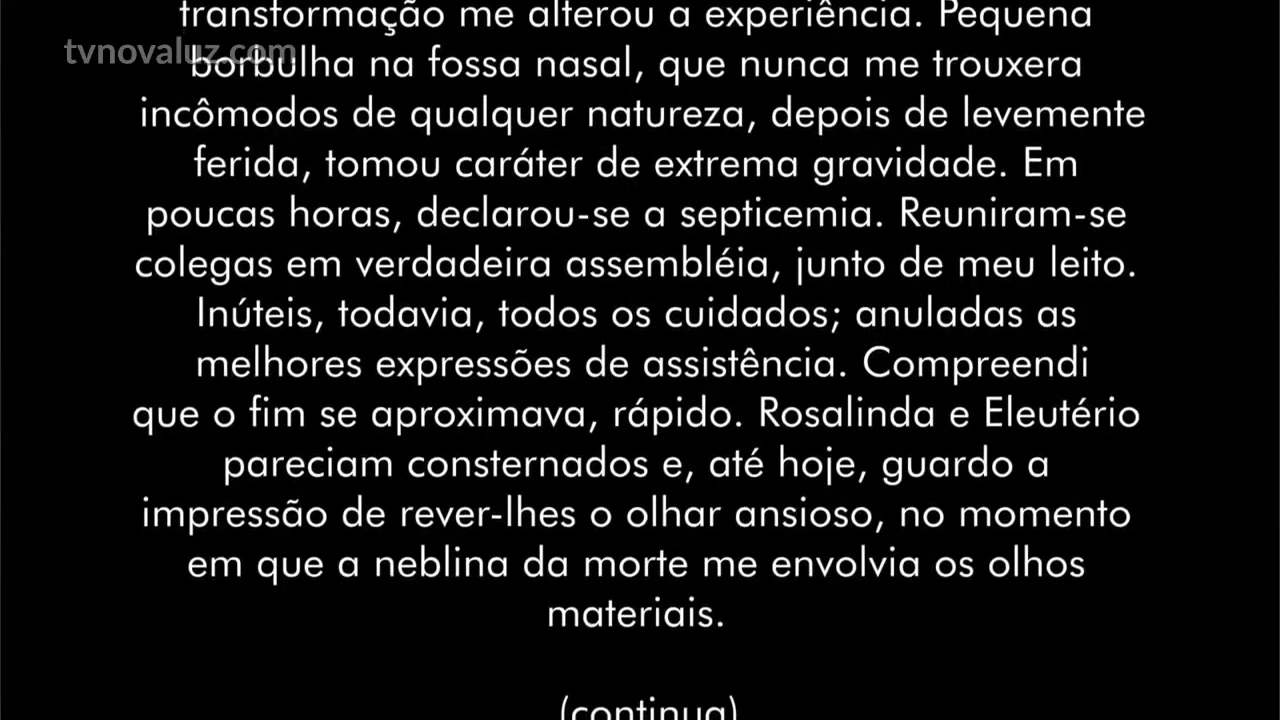 transformação me alterou a experiência. Pequena
tvnovaluz.com
borbulha na fossa nasal, que nunca me trouxera
incômodos de qualquer natureza, depois de levemente
ferida, tomou caráter de extrema gravidade. Em
poucas horas, declarou-se a septicemia. Reuniram-se
colegas em verdadeira assembléia, junto de meu leito.
Inúteis, todavia, todos os cuidados; anuladas as
melhores expressões de assistência. Compreendi
que o fim se aproximava, rápido. Rosalinda e Eleutério
pareciam consternados e, até hoje, guardo a
impressão de rever-lhes o olhar ansioso, no momento
em que a neblina da morte me envolvia os olhos
materiais.
(continua)